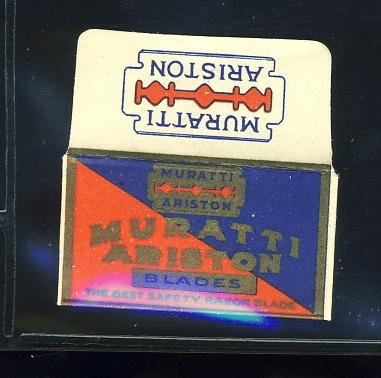 MURATTI
ARISTON
MURATTI
ARISTON
MURATTI
ARISTON
BLADES
THE BEST SAFETY RAZOR BLADE